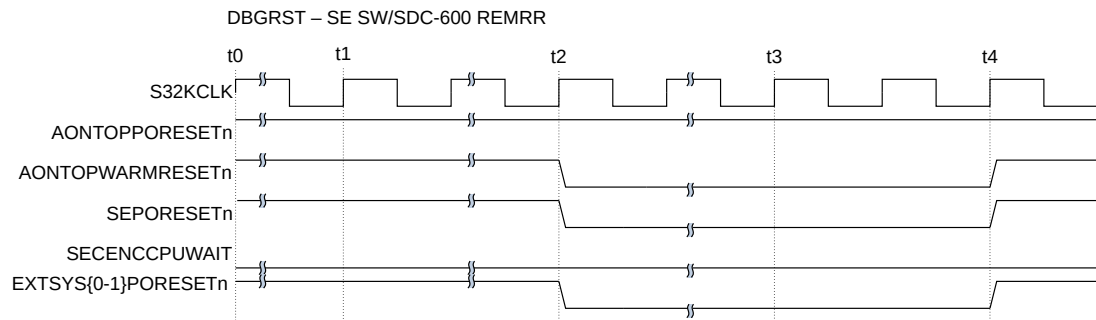 DBGRST – SE SW/SDC-600 REMRR
t0 t1 t2 t3 t4
S32KCLK
AONTOPPORESETn
AONTOPWARMRESETn
SEPORESETn
SECENCCPUWAIT
EXTSYS{0-1}PORESETn